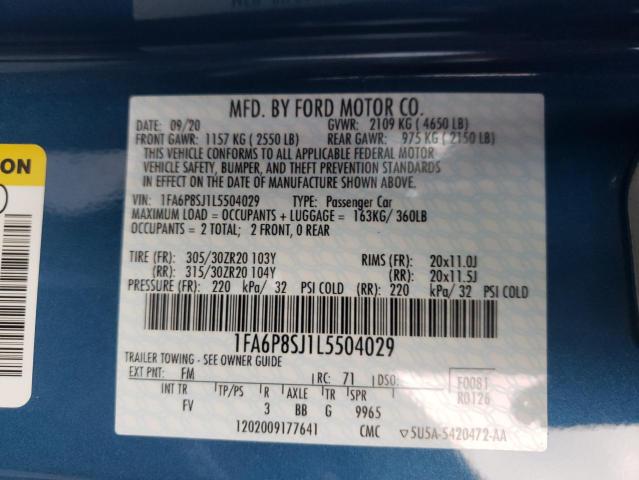 MFD. BY FORD MOTOR CO.
DATE: 09/20 GVWR: 2109 KG ( 4650 LB)
FRONT GAWR: 1157 KG ( 2550 LB) REAR GAWR: 975 KG ( 2150 LB)
THIS VEHICLE CONFORMS TO ALL APPLICABLE FEDERAL MOTOR
VEHICLE SAFETY, BUMPER, AND THEFT PREVENTION STANDARDS
IN EFFECT ON THE DATE OF MANUFACTURE SHOWN ABOVE.
VIN: 1FA6P8SJ1L5504029 TYPE: Passenger Car
MAXIMUM LOAD = OCCUPANTS + LUGGAGE = 163KG/ 360LB
OCCUPANTS = 2 TOTAL; 2 FRONT, 0 REAR
TIRE (FR): 305/30ZR20 103Y RIMS (FR): 20x11.0J
(RR): 315/30ZR20 104Y (RR): 20x11.5J
PRESSURE (FR): 220 kPa/ 32 PSI COLD (RR): 220 kPa/ 32 PSI COLD
1FA6P8SJ1L5504029
TRAILER TOWING - SEE OWNER GUIDE
EXT PNT: FM RC: 71 DSO: F0081
R0126
INT TR TP/PS R AXLE TR SPR
FV 3 BB G 9965
1202009177641 CMC ▽5U5A-5420472-AA
ON